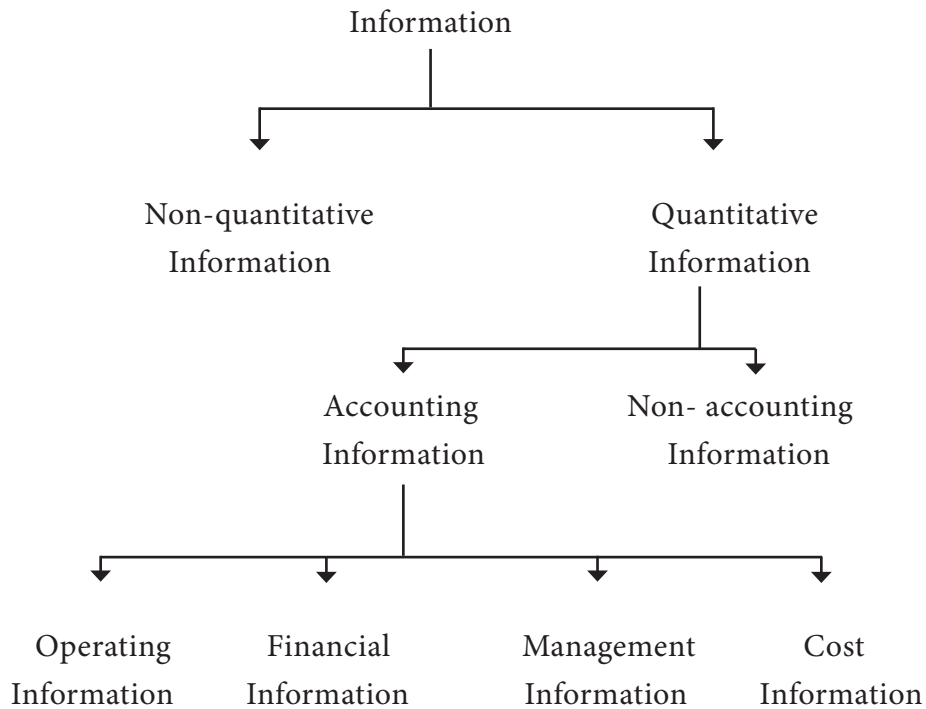 Information
Non-quantitative
Information
Quantitative
Information
Accounting
Information
Non- accounting
Information
Operating
Information
Financial
Information
Management
Information
Cost
Information